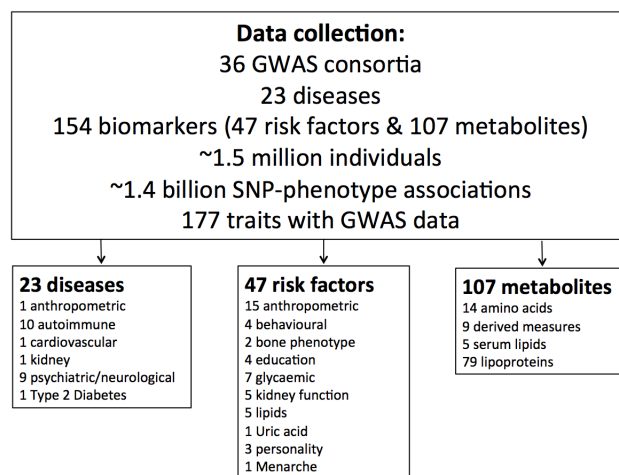 Data collection:
36 GWAS consortia
23 diseases
154 biomarkers (47 risk factors & 107 metabolites)
~1.5 million individuals
~1.4 billion SNP-phenotype associations
177 traits with GWAS data
23 diseases
1 anthropometric
10 autoimmune
1 cardiovascular
1 kidney
9 psychiatric/neurological
1 Type 2 Diabetes
47 risk factors
15 anthropometric
4 behavioural
2 bone phenotype
4 education
7 glycaemic
5 kidney function
5 lipids
1 Uric acid
3 personality
1 Menarche
107 metabolites
14 amino acids
9 derived measures
5 serum lipids
79 lipoproteins